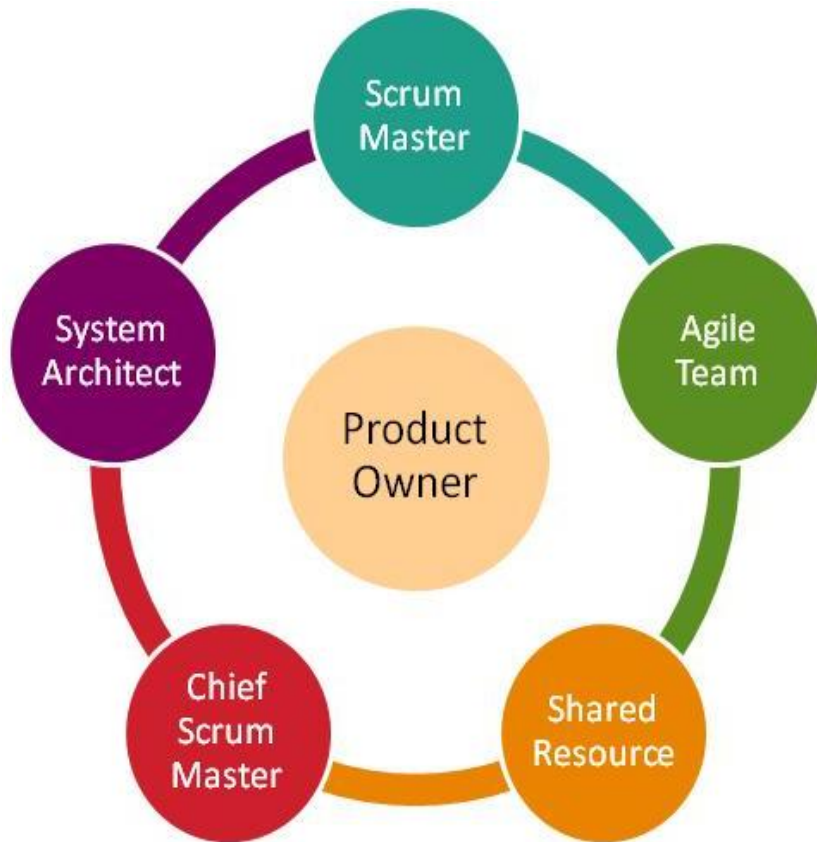 Scrum
Master
System
Architect
Agile
Team
Product
Owner
Chief
Scrum
Master
Shared
Resource